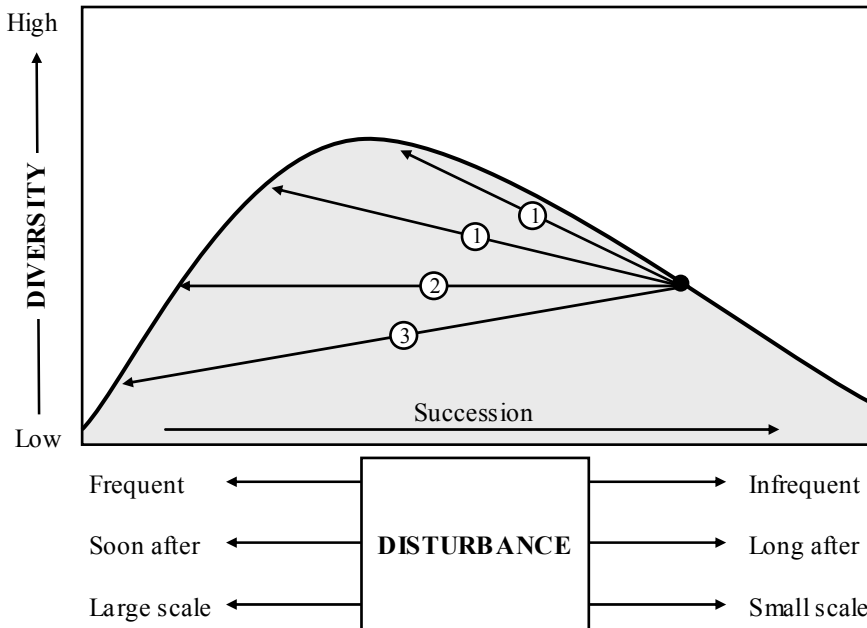 High
DIVERSITY
Low
1
1
2
3
Succession
Frequent
Infrequent
Soon after
DISTURBANCE
Long after
Large scale
Small scale